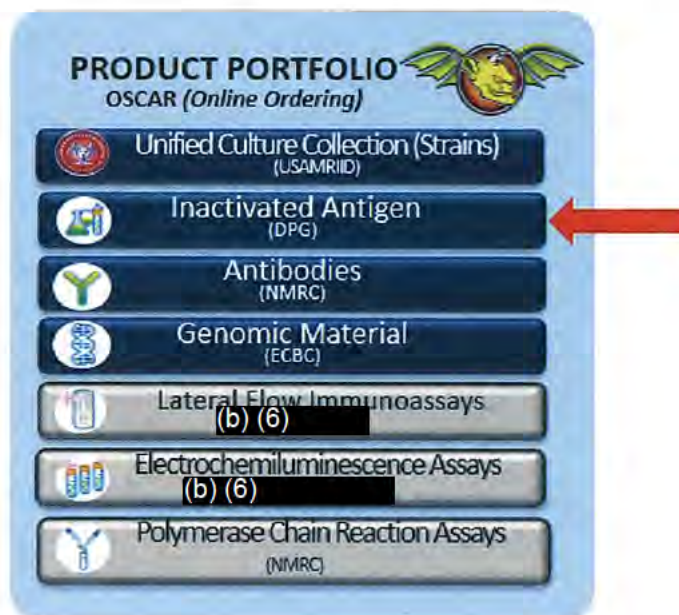 PRODUCT PORTFOLIO
OSCAR (Online Ordering)
Unified Culture Collection (Strains)
(USAMRIID)
Inactivated Antigen
(DPG)
Antibodies
(NMRC)
Genomic Material
(ECBC)
Lateral Flow Immunoassays
(b) (6)
Electrochemiluminescence Assays
(b) (6)
Polymerase Chain Reaction Assays
(NMRC)